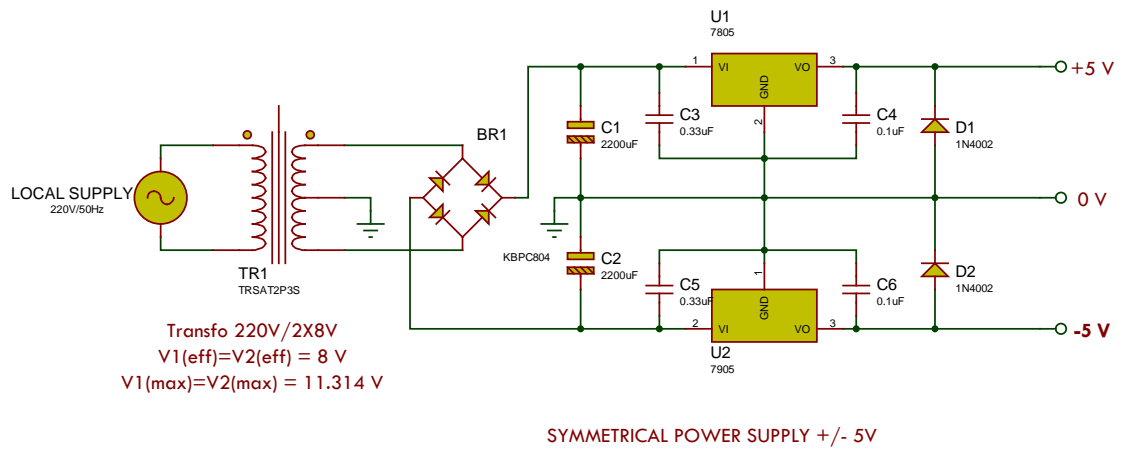 U1
7805
1
VI
VO
3
GND
2
+5 V
C3
0.33uF
C4
0.1uF
C1
2200uF
D1
1N4002
BR1
LOCAL SUPPLY
220V/50Hz
0 V
KBPC804
TR1
TRSAT2P3S
C2
2200uF
C5
0.33uF
1
GND
C6
0.1uF
D2
1N4002
2
VI
VO
3
-5 V
U2
7905
Transfo 220V/2X8V
V1(eff)=V2(eff) = 8 V
V1(max)=V2(max) = 11.314 V
SYMMETRICAL POWER SUPPLY +/- 5V